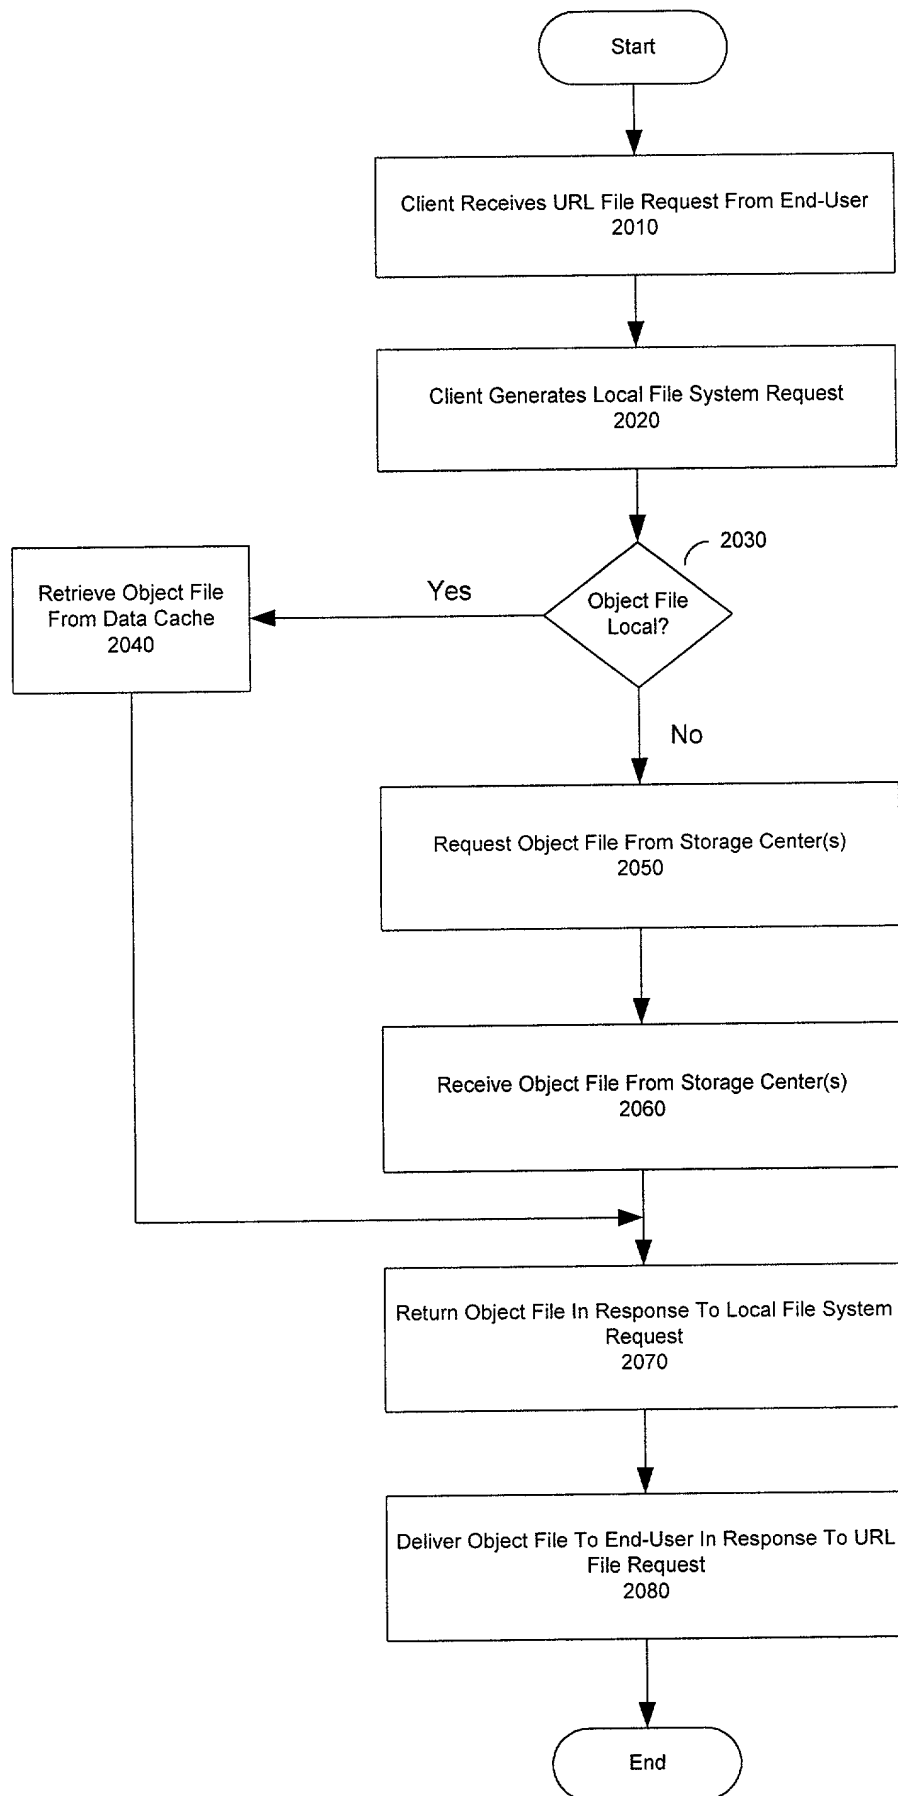 Start
Client Receives URL File Request From End-User
2010
Client Generates Local File System Request
2020
2030
Object File
Local?
Yes
Retrieve Object File
From Data Cache
2040
No
Request Object File From Storage Center(s)
2050
Receive Object File From Storage Center(s)
2060
Return Object File In Response To Local File System
Request
2070
Deliver Object File To End-User In Response To URL
File Request
2080
End